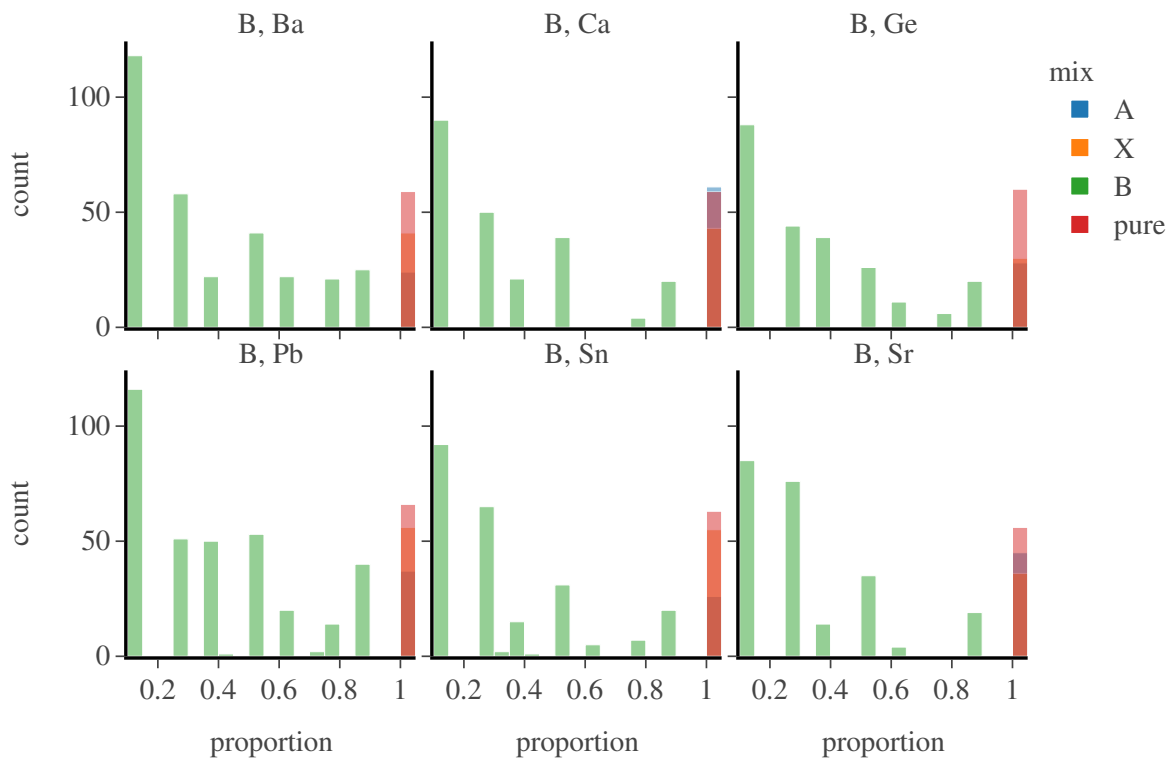 B, Ba
B, Ca
B, Ge
mix
A
X
B
pure
100
50
0
count
B, Pb
B, Sn
B, Sr
100
50
0
count
0.2 0.4 0.6 0.8 1
0.2 0.4 0.6 0.8 1
0.2 0.4 0.6 0.8 1
proportion
proportion
proportion